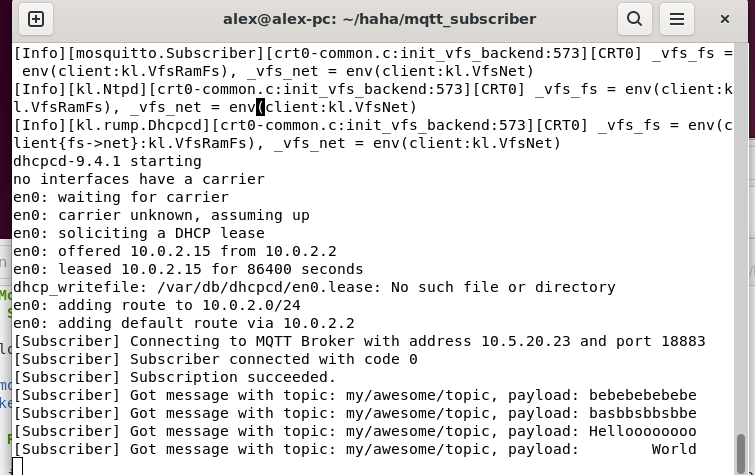 alex@alex-pc: ~/haha/mqtt_subscriber
[Info][mosquitto.Subscriber][crt0-common.c:init_vfs_backend:573][CRT0] _vfs_fs =
env(client:kl.VfsRamFs), _vfs_net = env(client:kl.VfsNet)
[Info][kl.Ntpd][crt0-common.c:init_vfs_backend:573][CRT0] _vfs_fs = env(client:k
l.VfsRamFs), _vfs_net = env(client:kl.VfsNet)
[Info][kl.rump.Dhcpcd][crt0-common.c:init_vfs_backend:573][CRT0] _vfs_fs = env(c
lient{fs->net}:kl.VfsRamFs), _vfs_net = env(client:kl.VfsNet)
dhcpcd-9.4.1 starting
no interfaces have a carrier
en0: waiting for carrier
en0: carrier unknown, assuming up
en0: soliciting a DHCP lease
en0: offered 10.0.2.15 from 10.0.2.2
en0: leased 10.0.2.15 for 86400 seconds
dhcp_writefile: /var/db/dhcpcd/en0.lease: No such file or directory
en0: adding route to 10.0.2.0/24
en0: adding default route via 10.0.2.2
[Subscriber] Connecting to MQTT Broker with address 10.5.20.23 and port 18883
[Subscriber] Subscriber connected with code 0
[Subscriber] Subscription succeeded.
[Subscriber] Got message with topic: my/awesome/topic, payload: bebebebebebe
[Subscriber] Got message with topic: my/awesome/topic, payload: basbbsbbsbbe
[Subscriber] Got message with topic: my/awesome/topic, payload: Helloooooooo
[Subscriber] Got message with topic: my/awesome/topic, payload:        World